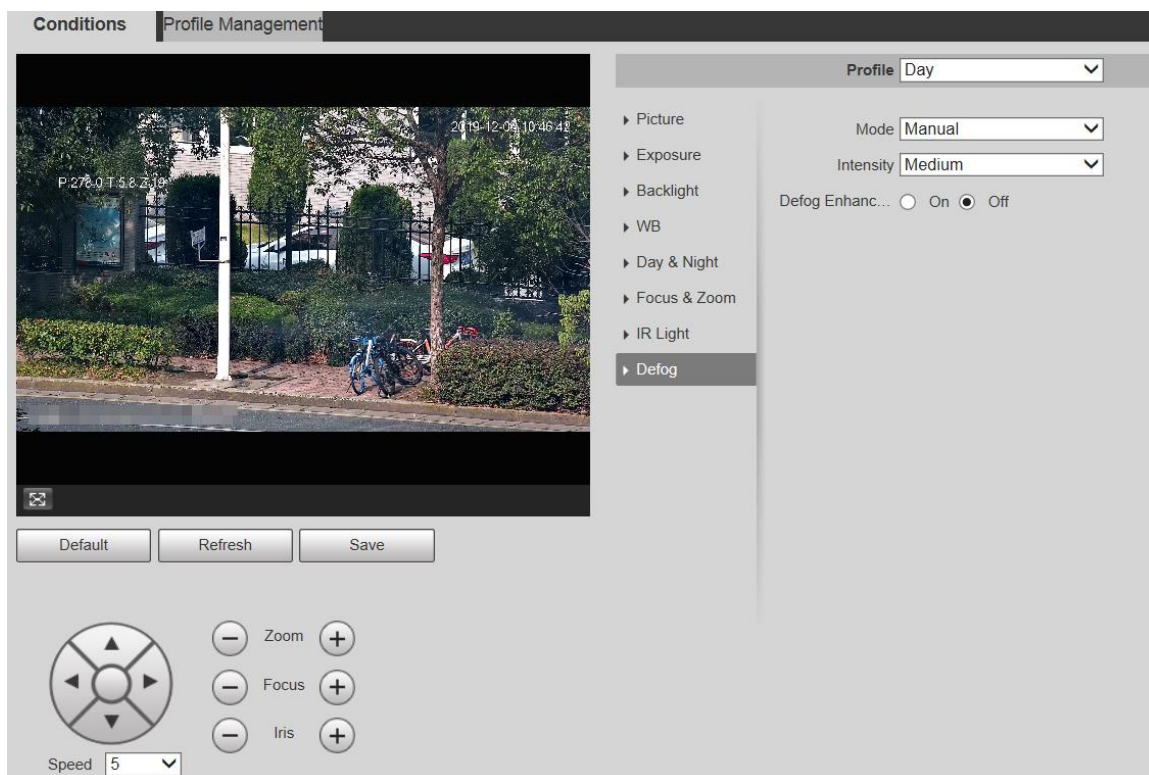 Conditions
Profile Management
Profile Day
2019-12-04 10:46:42
P:278.0 T:5.8 Z:19
Picture
Exposure
Backlight
WB
Day & Night
Focus & Zoom
IR Light
Defog
Mode Manual
Intensity Medium
Defog Enhanc... On Off
Default
Refresh
Save
Zoom
Focus
Iris
Speed 5